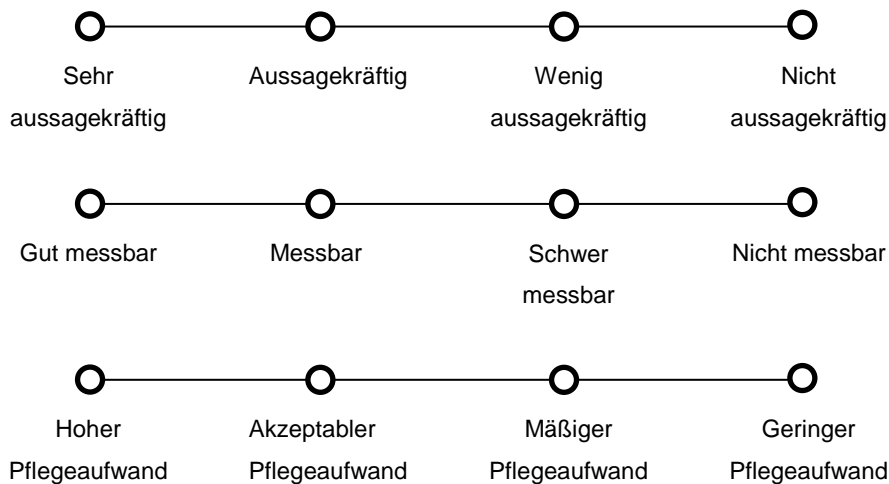 Sehr Aussagekräftig Wenig Nicht
aussagekräftig aussagekräftig aussagekräftig
Gut messbar Messbar Schwer Nicht messbar
messbar
Hoher Akzeptabler Mäßiger Geringer
Pflegeaufwand Pflegeaufwand Pflegeaufwand Pflegeaufwand